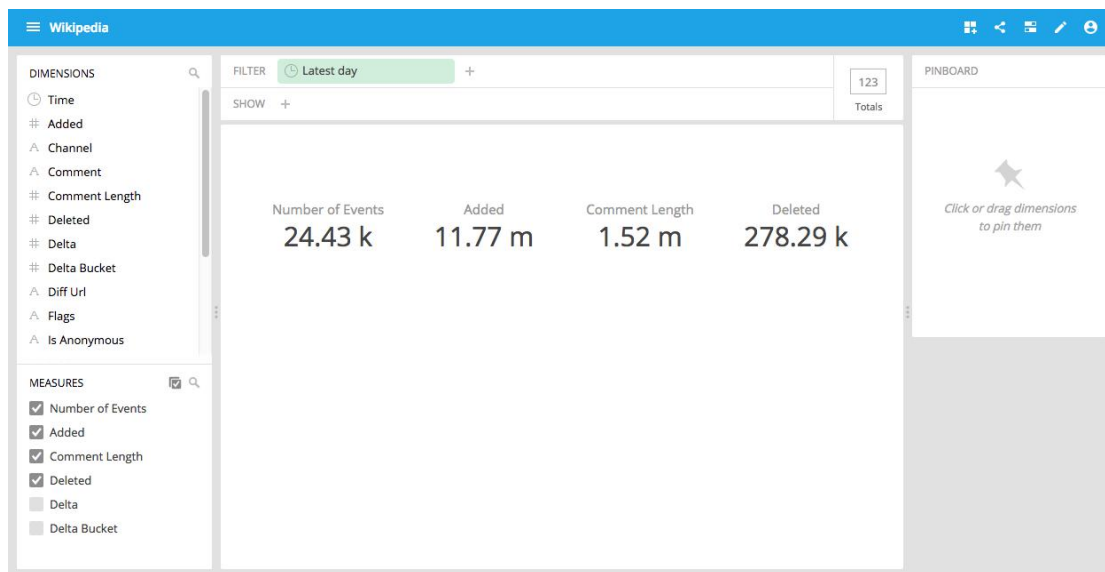 Wikipedia
DIMENSIONS
Time
# Added
A Channel
A Comment
# Comment Length
# Deleted
# Delta
# Delta Bucket
A Diff Url
A Flags
A Is Anonymous
MEASURES
Number of Events
Added
Comment Length
Deleted
Delta
Delta Bucket
FILTER Latest day +
SHOW +
123
Totals
Number of Events Added Comment Length Deleted
24.43 k 11.77 m 1.52 m 278.29 k
PINBOARD
Click or drag dimensions
to pin them